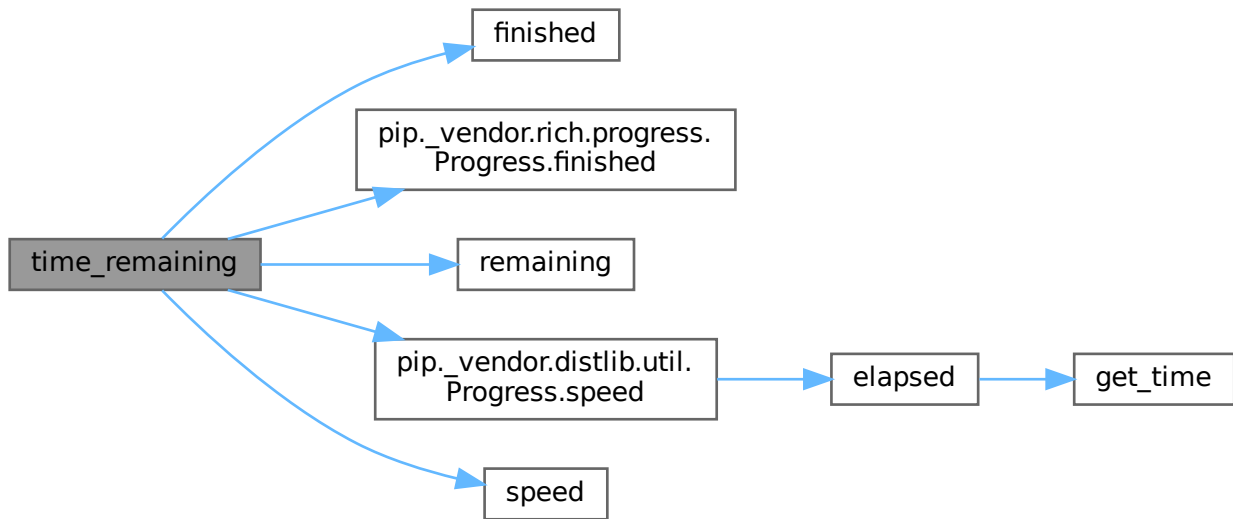 finished
pip._vendor.rich.progress.
Progress.finished
time_remaining
remaining
pip._vendor.distlib.util.
Progress.speed
elapsed
get_time
speed